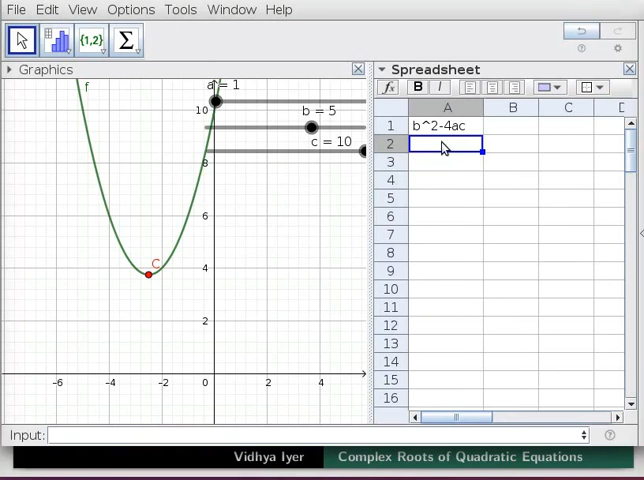 File Edit View Options Tools Window Help
{1,2} Σ
Graphics
Spreadsheet
fx B I
A B C D
1 b^2-4ac
2
3
4
5
6
7
8
9
10
11
12
13
14
15
16
f
a = 1
b = 5
c = 10
C
10
8
6
4
2
-6 -4 -2 0 2 4
Input:
Vidhya Iyer Complex Roots of Quadratic Equations